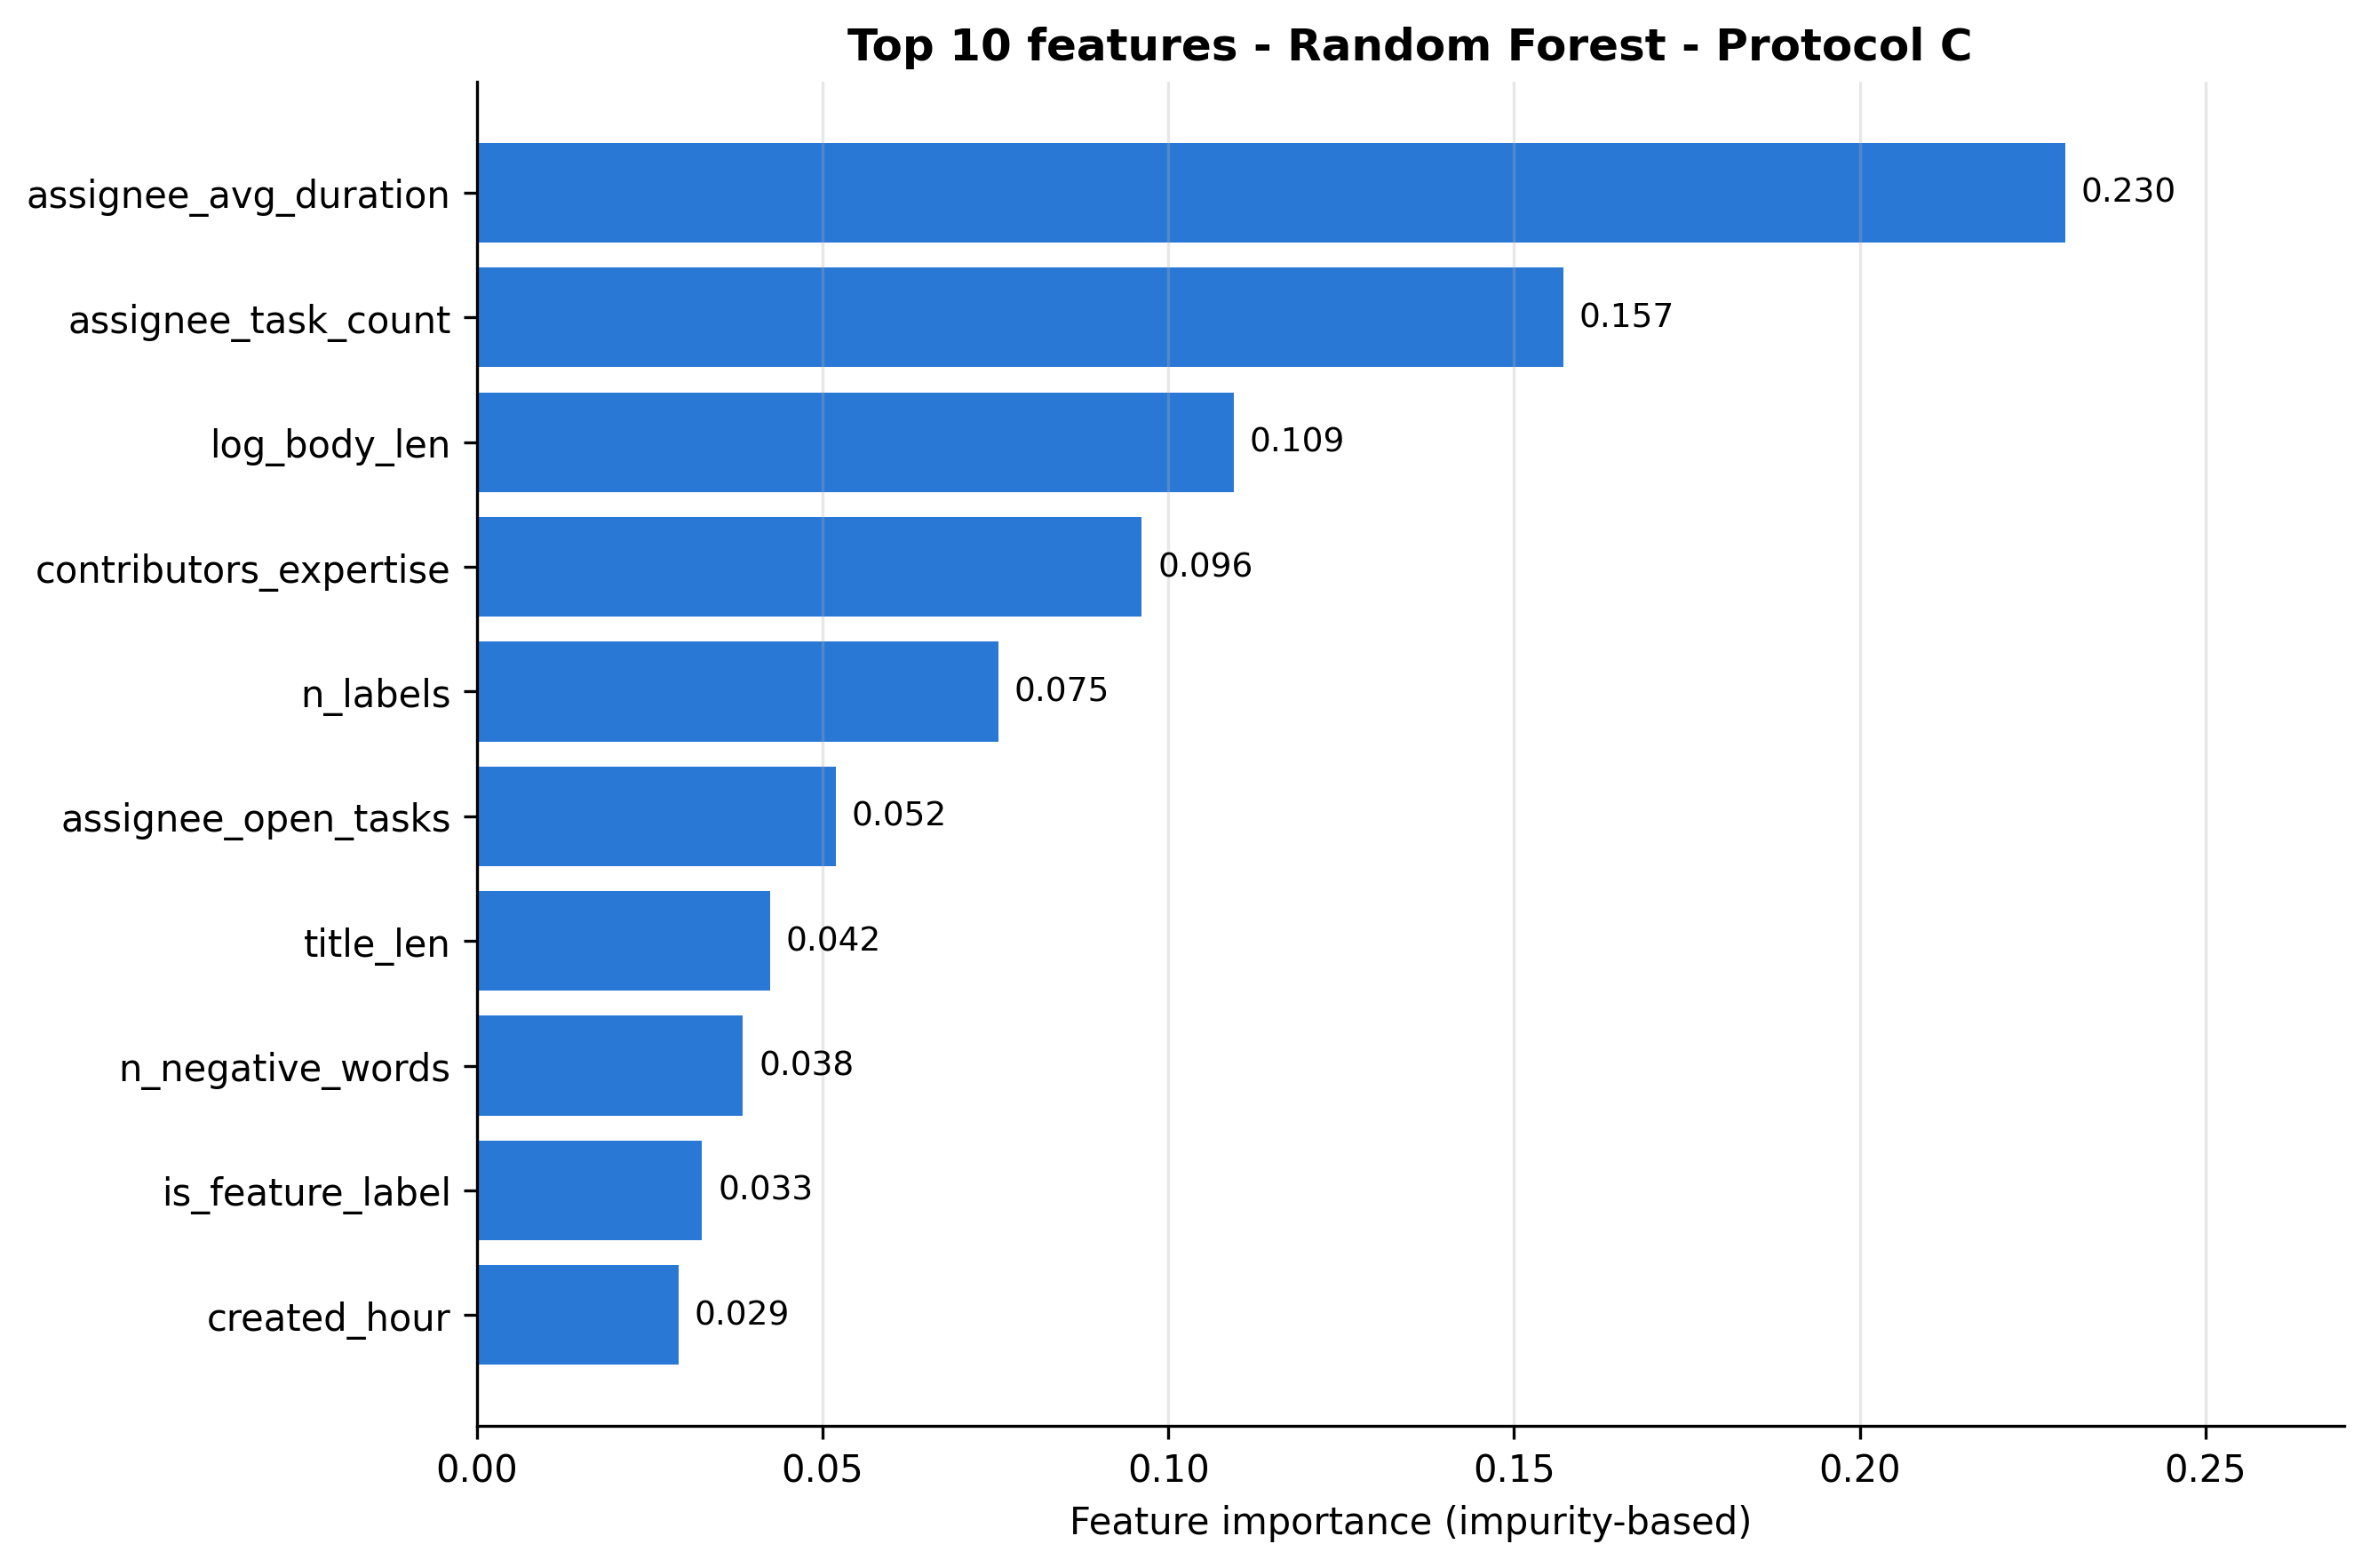 Top 10 features - Random Forest - Protocol C
assignee_avg_duration 0.230
assignee_task_count 0.157
log_body_len 0.109
contributors_expertise 0.096
n_labels 0.075
assignee_open_tasks 0.052
title_len 0.042
n_negative_words 0.038
is_feature_label 0.033
created_hour 0.029
0.00 0.05 0.10 0.15 0.20 0.25
Feature importance (impurity-based)